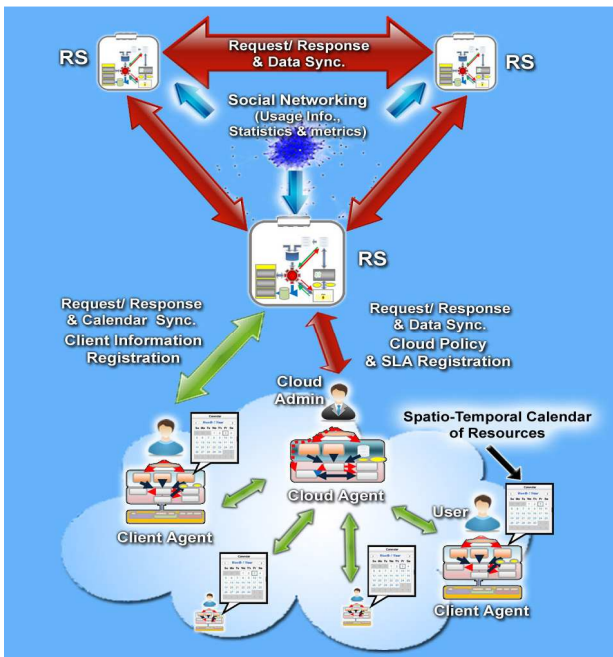 Request/ Response
& Data Sync.
RS
RS
Social Networking
(Usage Info.,
Statistics & metrics)
RS
Request/ Response
& Calendar Sync.
Client Information
Registration
Request/ Response
& Data Sync.
Cloud Policy
& SLA Registration
Cloud
Admin
Spatio-Temporal Calendar
of Resources
Cloud Agent
User
Client Agent
Client Agent